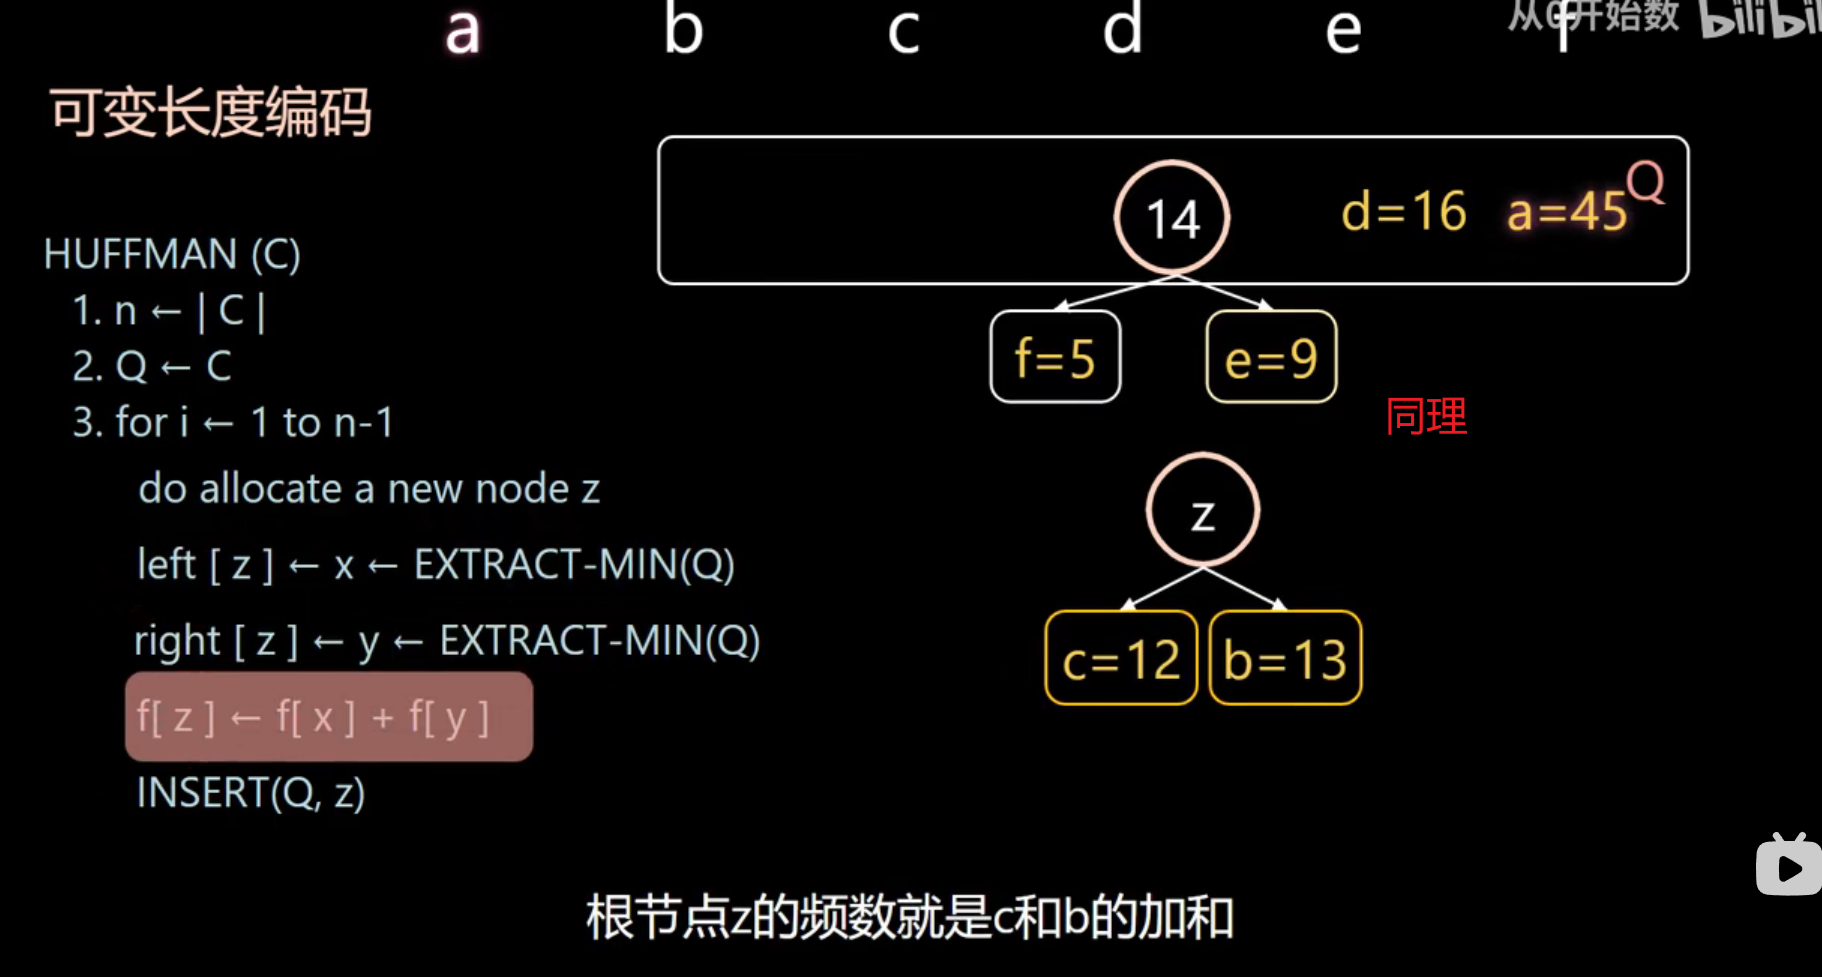 a b c d e f
从0开始数 bilibil
可变长度编码
14 d=16 a=45 Q
HUFFMAN (C)
1. n ← | C |
2. Q ← C
f=5 e=9
3. for i ← 1 to n-1
同理
do allocate a new node z
z
left [ z ] ← x ← EXTRACT-MIN(Q)
right [ z ] ← y ← EXTRACT-MIN(Q)
c=12 b=13
f[ z ] ← f[ x ] + f[ y ]
INSERT(Q, z)
根节点z的频数就是c和b的加和